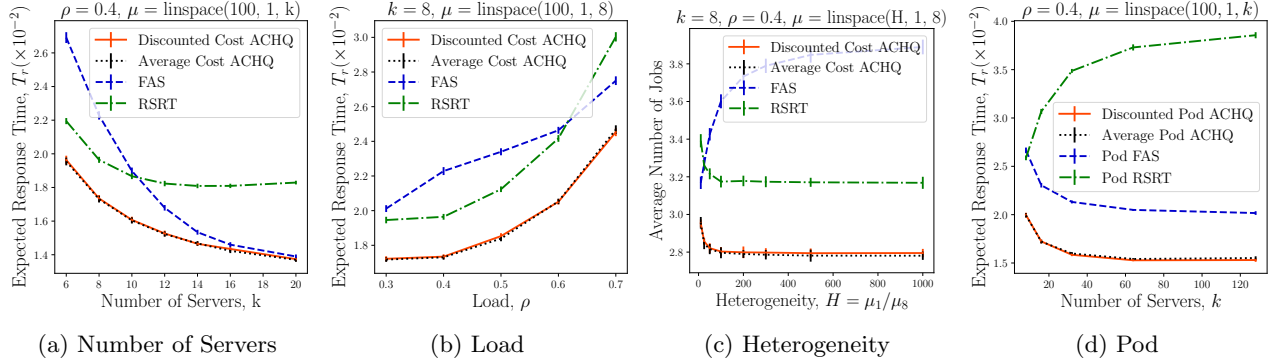 ρ = 0.4, μ = linspace(100, 1, k)
Expected Response Time, T_r(×10⁻²)
2.6
2.4
2.2
2.0
1.8
1.6
1.4
Discounted Cost ACHQ
Average Cost ACHQ
FAS
RSRT
6 8 10 12 14 16 18 20
Number of Servers, k
(a) Number of Servers
k = 8, μ = linspace(100, 1, 8)
Expected Response Time, T_r(×10⁻²)
3.0
2.8
2.6
2.4
2.2
2.0
1.8
Discounted Cost ACHQ
Average Cost ACHQ
FAS
RSRT
0.3 0.4 0.5 0.6 0.7
Load, ρ
(b) Load
k = 8, ρ = 0.4, μ = linspace(H, 1, 8)
Average Number of Jobs
3.8
3.6
3.4
3.2
3.0
2.8
Discounted Cost ACHQ
Average Cost ACHQ
FAS
RSRT
0 200 400 600 800 1000
Heterogeneity, H = μ₁/μ₈
(c) Heterogeneity
ρ = 0.4, μ = linspace(100, 1, k)
Expected Response Time, T_r(×10⁻²)
4.0
3.5
3.0
2.5
2.0
1.5
Discounted Pod ACHQ
Average Pod ACHQ
Pod FAS
Pod RSRT
20 40 60 80 100 120
Number of Servers, k
(d) Pod